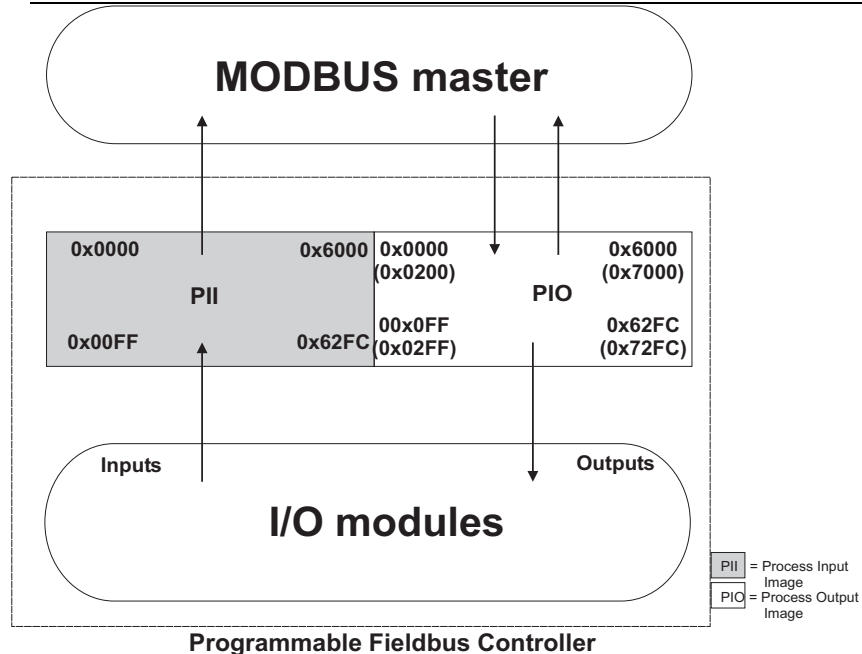 MODBUS master
0x0000 0x6000 0x0000 0x6000
(0x0200) (0x7000)
PII PIO
0x00FF 0x62FC 00x0FF 0x62FC
(0x02FF) (0x72FC)
Inputs Outputs
I/O modules
PII = Process Input
Image
PIO = Process Output
Image
Programmable Fieldbus Controller